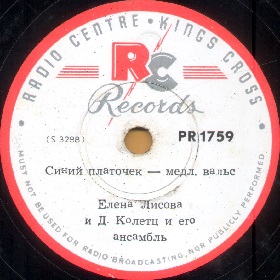 • RADIO CENTRE • KINGS CROSS •
RC
Records
(S 3288)
PR 1759
Синий платочек — медл. вальс
Елена Лисова
и Д. Колетц и его
ансамбль
MUST NOT BE USED FOR RADIO BROADCASTING, NOR PUBLICLY PERFORMED